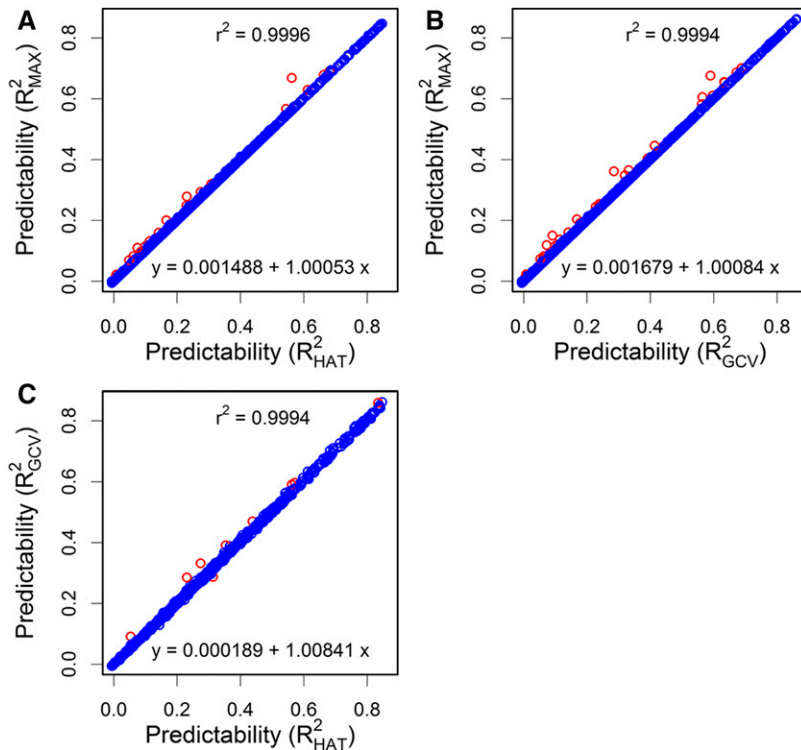 A
r² = 0.9996
Predictability (R²MAX)
0.0 0.2 0.4 0.6 0.8
y = 0.001488 + 1.00053 x
0.0 0.2 0.4 0.6 0.8
Predictability (R²HAT)
B
r² = 0.9994
Predictability (R²MAX)
0.0 0.2 0.4 0.6 0.8
y = 0.001679 + 1.00084 x
0.0 0.2 0.4 0.6 0.8
Predictability (R²GCV)
C
r² = 0.9994
Predictability (R²GCV)
0.0 0.2 0.4 0.6 0.8
y = 0.000189 + 1.00841 x
0.0 0.2 0.4 0.6 0.8
Predictability (R²HAT)